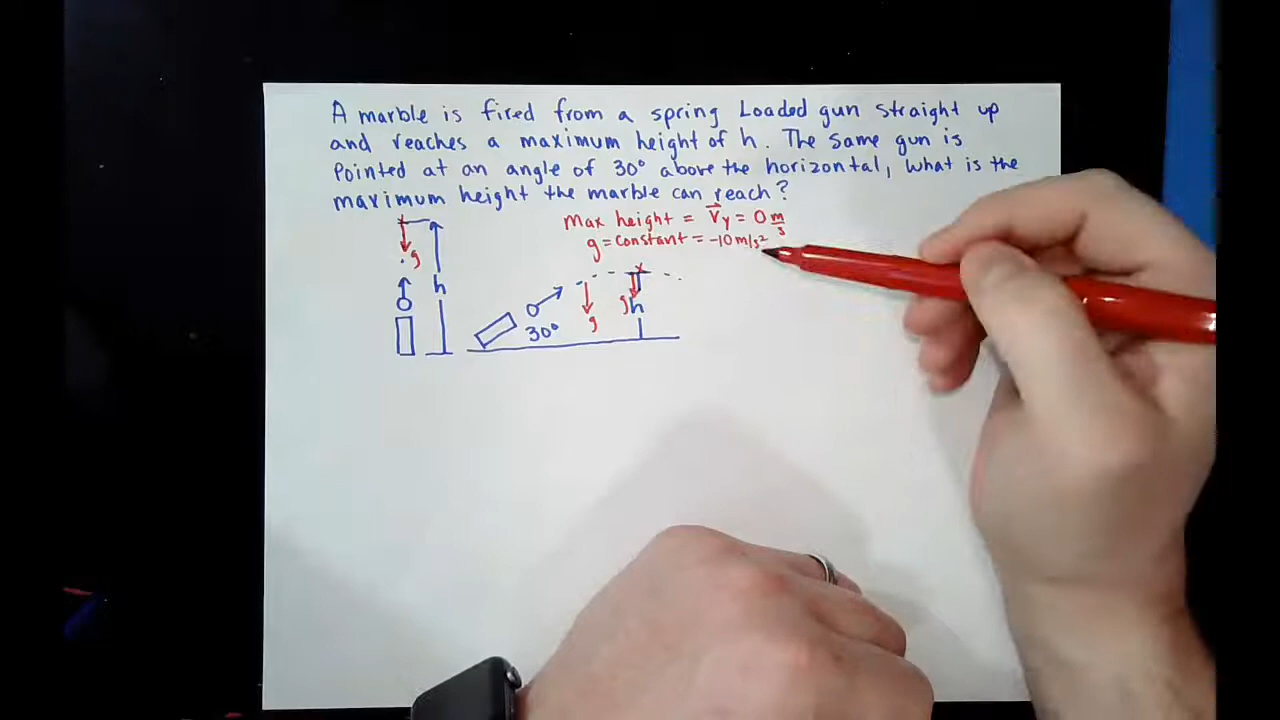 A marble is fired from a spring Loaded gun straight up
and reaches a maximum height of h. The same gun is
Pointed at an angle of 30° above the horizontal, what is the
maximum height the marble can reach?
Max height = V⃗y = 0 m/s
g = constant = -10 m/s²
g
h
g
h
30°
g